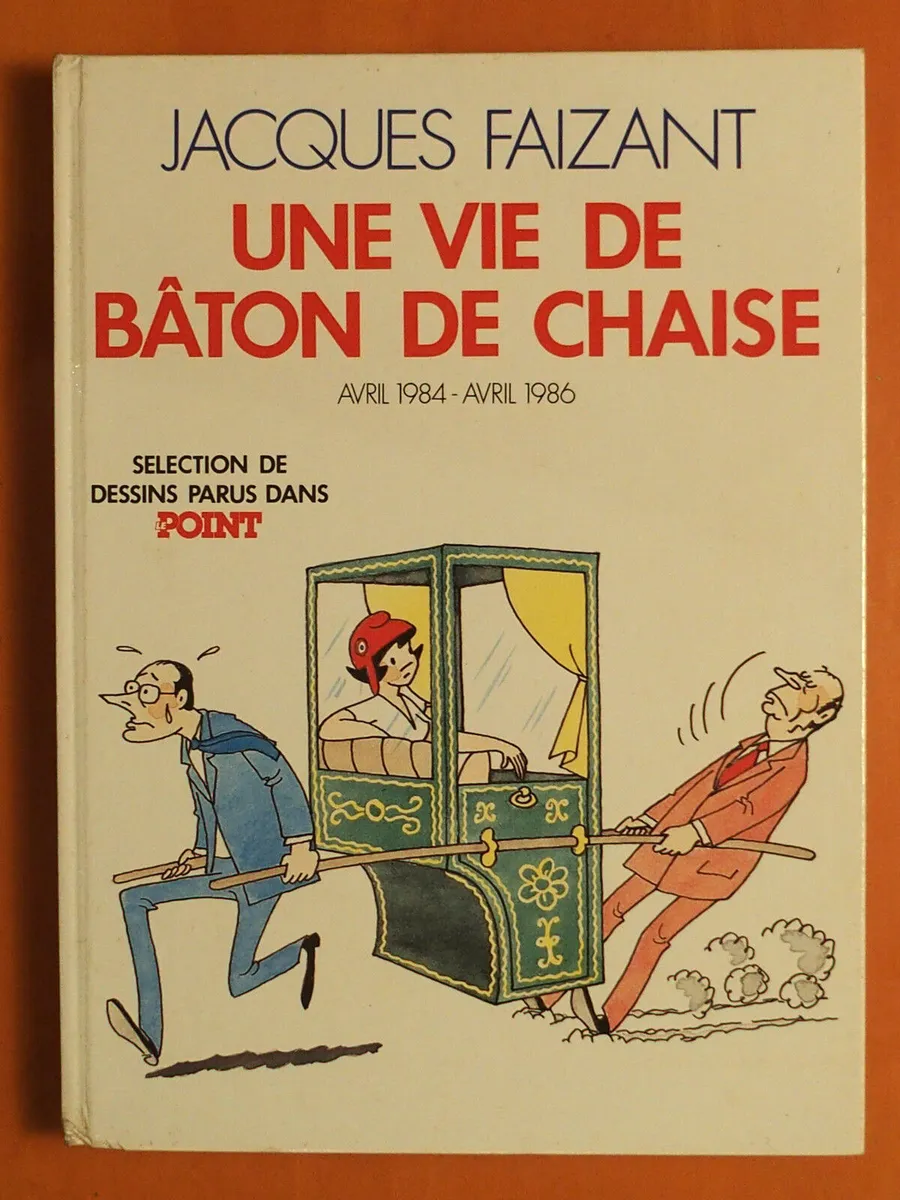 JACQUES FAIZANT
UNE VIE DE
BÂTON DE CHAISE
AVRIL 1984 - AVRIL 1986
SELECTION DE
DESSINS PARUS DANS
LE POINT